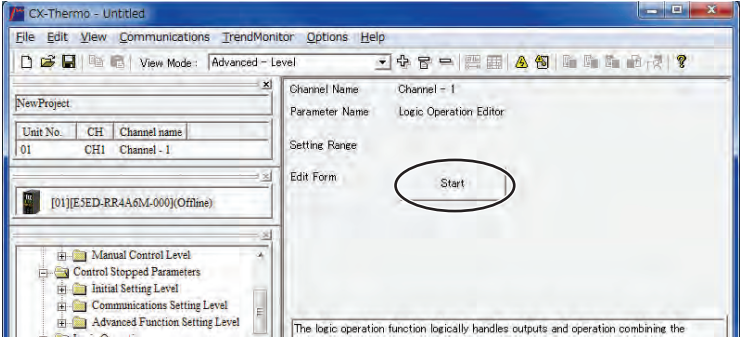 CX-Thermo - Untitled
File Edit View Communications TrendMonitor Options Help
View Mode: Advanced - Level
NewProject
Unit No. CH Channel name
01 CH1 Channel - 1
[01][E5ED-RR4A6M-000](Offline)
Manual Control Level
Control Stopped Parameters
Initial Setting Level
Communications Setting Level
Advanced Function Setting Level
Channel Name Channel - 1
Parameter Name Logic Operation Editor
Setting Range
Edit Form Start
The logic operation function logically handles outputs and operation combining the